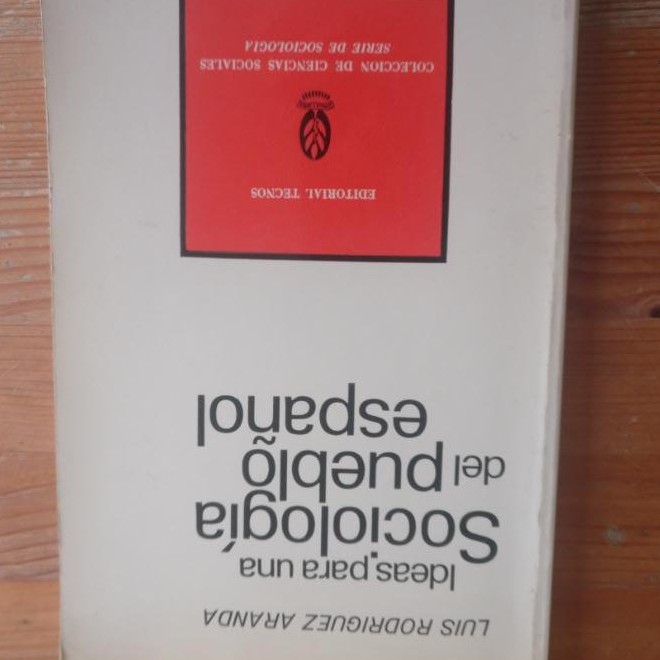 LUIS RODRIGUEZ ARANDA
Ideas para una
Sociología
del pueblo
español
EDITORIAL TECNOS
COLECCION DE CIENCIAS SOCIALES
SERIE DE SOCIOLOGIA